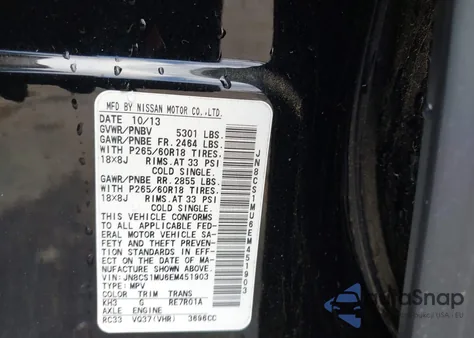 MFD BY NISSAN MOTOR CO.,LTD.
DATE 10/13
GVWR/PNBV 5301 LBS.
GAWR/PNBE FR. 2464 LBS.
WITH P265/60R18 TIRES.
18X8J RIMS. AT 33 PSI
COLD SINGLE.
GAWR/PNBE RR. 2855 LBS.
WITH P265/60R18 TIRES.
18X8J RIMS. AT 33 PSI
COLD SINGLE.
THIS VEHICLE CONFORMS
TO ALL APPLICABLE FED-
ERAL MOTOR VEHICLE SA-
FETY AND THEFT PREVEN-
TION STANDARDS IN EFFECT
ON THE DATE OF MA-
NUFACTURE SHOWN ABOVE.
VIN: JN8CS1MU6EM451903
TYPE: MPV
COLOR TRIM TRANS
KH3 G RE7R01A
AXLE ENGINE
RC33 VQ37(VHR) 3696CC
JN8CS1MU6EM451903
AutoSnap